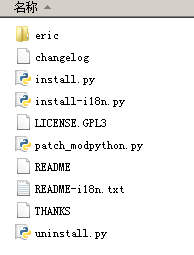 名称
eric
changelog
install.py
install-i18n.py
LICENSE.GPL3
patch_modpython.py
README
README-i18n.txt
THANKS
uninstall.py